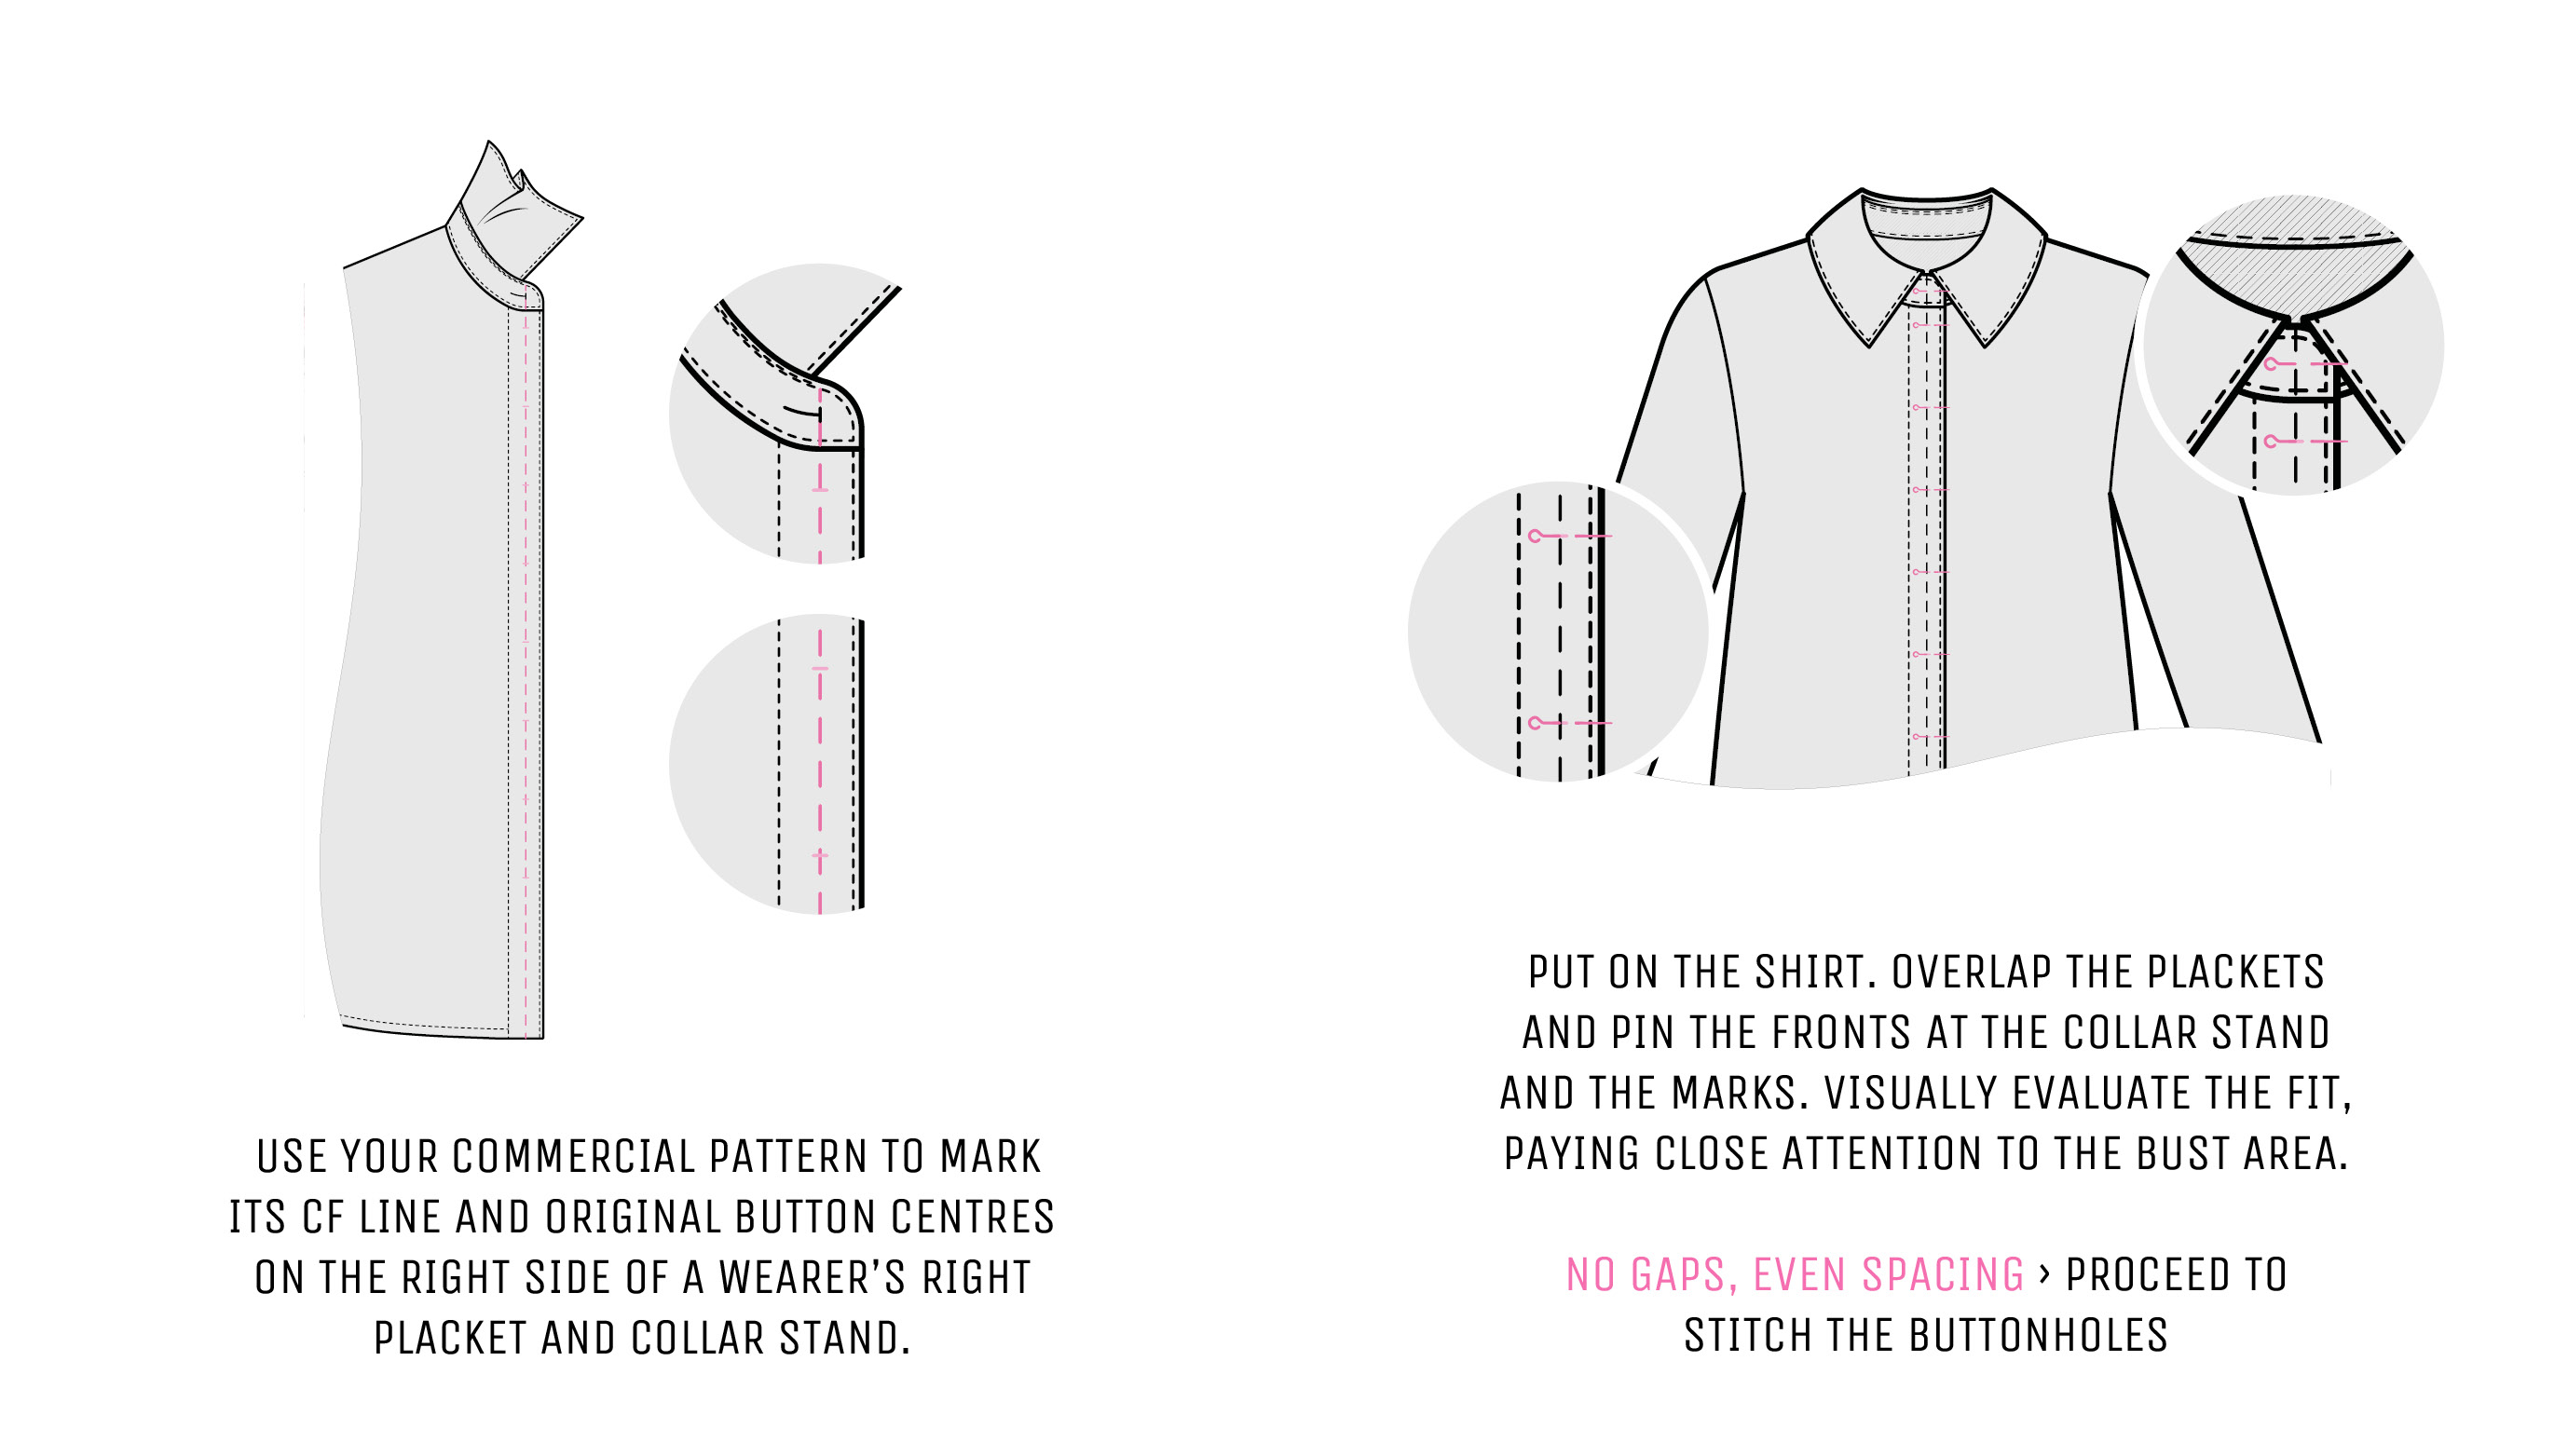 USE YOUR COMMERCIAL PATTERN TO MARK
ITS CF LINE AND ORIGINAL BUTTON CENTRES
ON THE RIGHT SIDE OF A WEARER’S RIGHT
PLACKET AND COLLAR STAND.
PUT ON THE SHIRT. OVERLAP THE PLACKETS
AND PIN THE FRONTS AT THE COLLAR STAND
AND THE MARKS. VISUALLY EVALUATE THE FIT,
PAYING CLOSE ATTENTION TO THE BUST AREA.
NO GAPS, EVEN SPACING › PROCEED TO
STITCH THE BUTTONHOLES